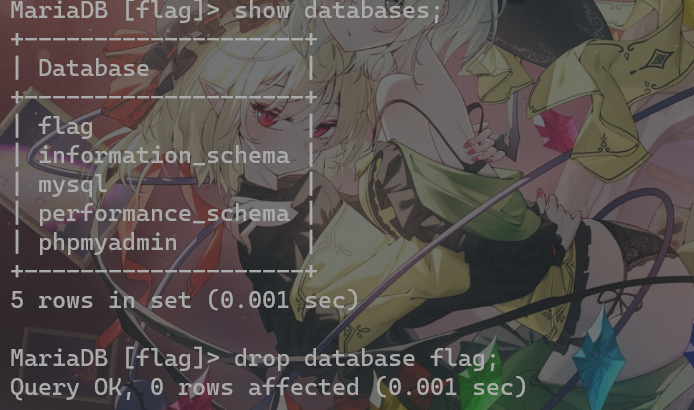 MariaDB [flag]> show databases;
+--------------------+
| Database           |
+--------------------+
| flag               |
| information_schema |
| mysql              |
| performance_schema |
| phpmyadmin         |
+--------------------+
5 rows in set (0.001 sec)
MariaDB [flag]> drop database flag;
Query OK, 0 rows affected (0.001 sec)